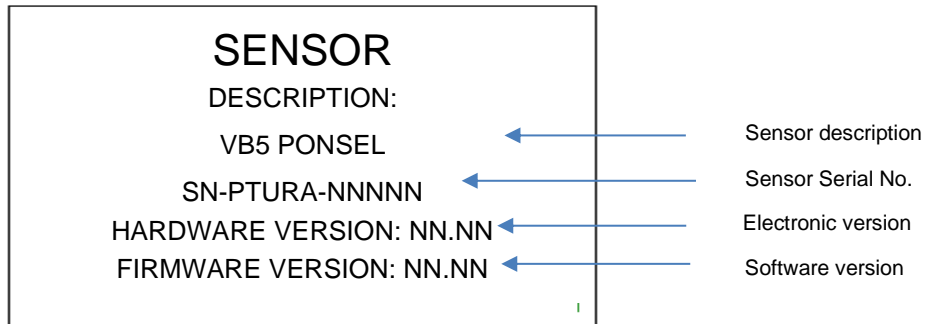 SENSOR
DESCRIPTION:
VB5 PONSEL
Sensor description
SN-PTURA-NNNNN
Sensor Serial No.
HARDWARE VERSION: NN.NN
Electronic version
FIRMWARE VERSION: NN.NN
Software version